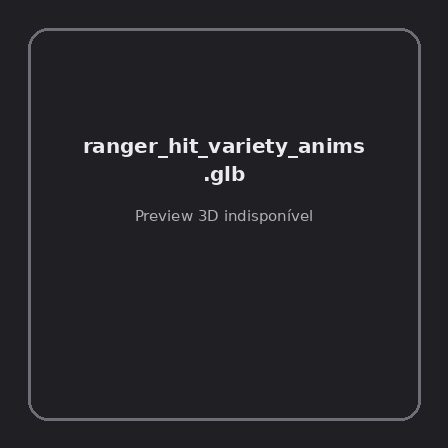 ranger_hit_variety_anims
.glb
Preview 3D indisponível